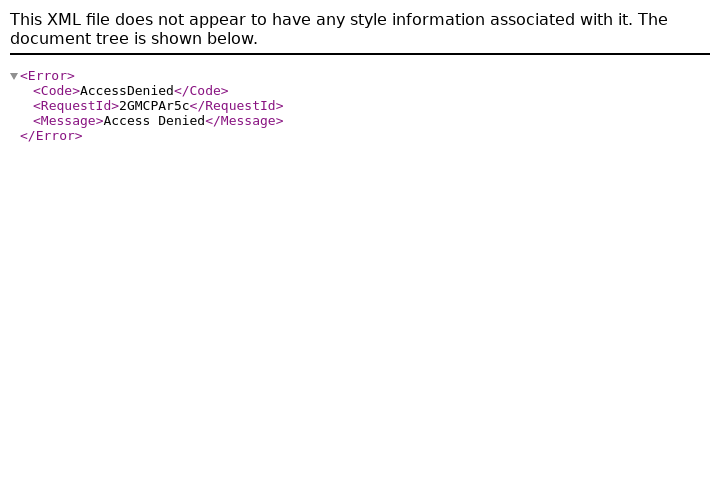 This XML file does not appear to have any style information associated with it. The
document tree is shown below.
<Error>
<Code>AccessDenied</Code>
<RequestId>2GMCPAr5c</RequestId>
<Message>Access Denied</Message>
</Error>